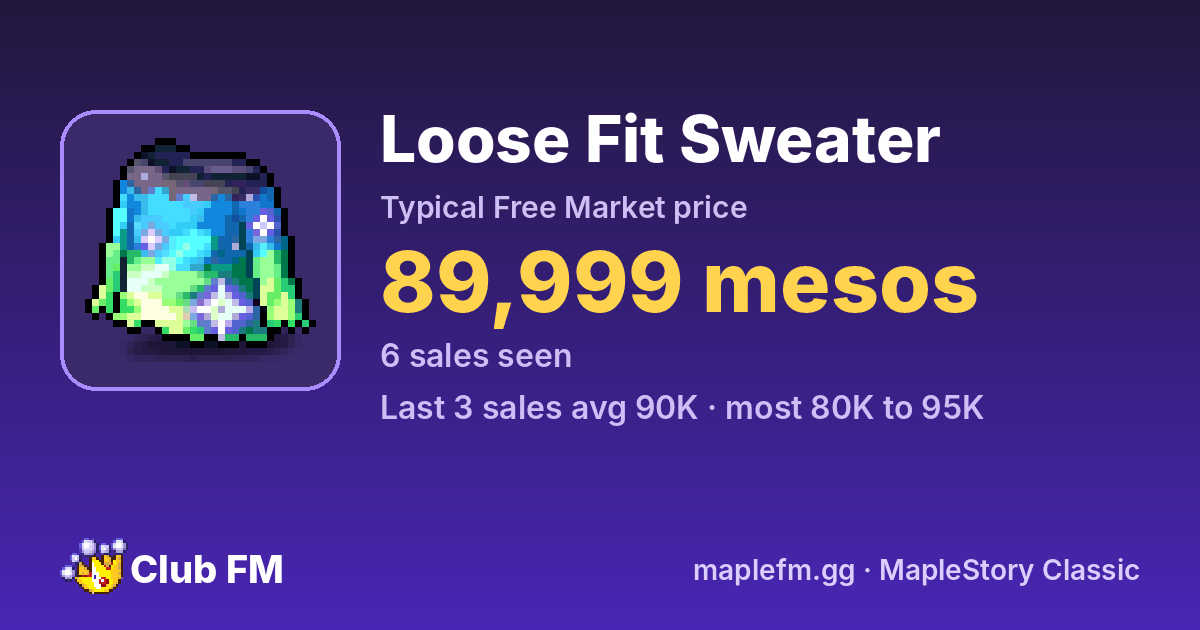 Loose Fit Sweater
Typical Free Market price
89,999 mesos
6 sales seen
Last 3 sales avg 90K · most 80K to 95K
Club FM
maplefm.gg · MapleStory Classic